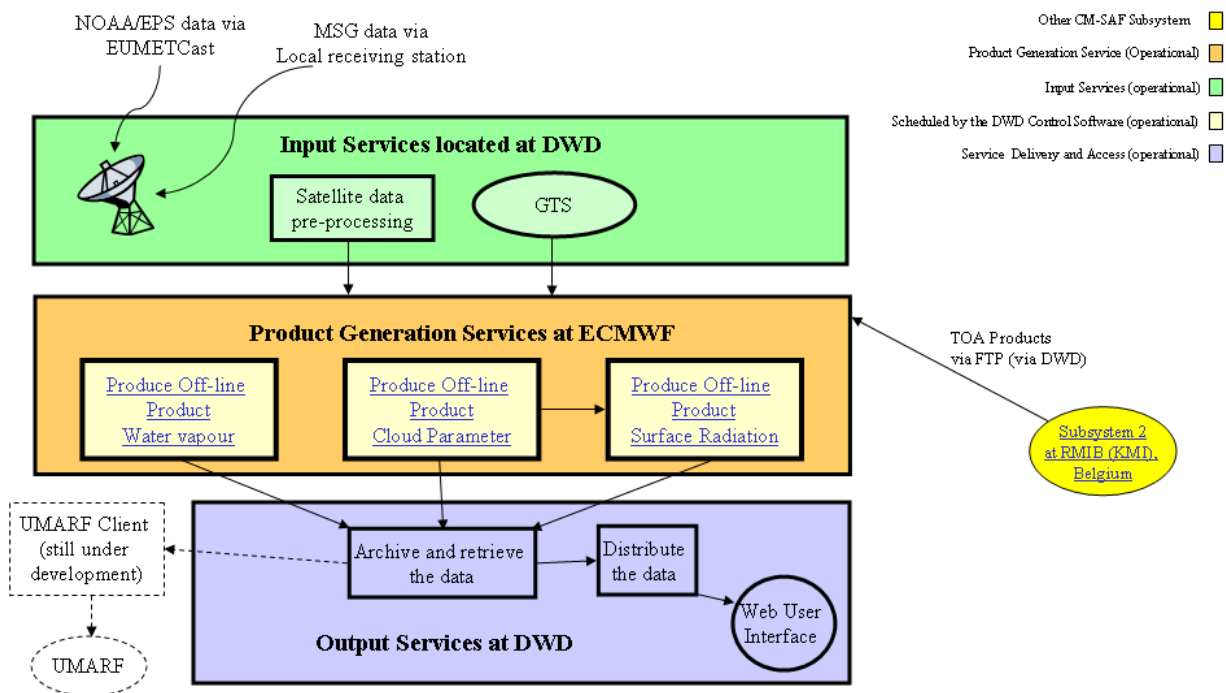 NOAA/EPS data via
EUMETCast
MSG data via
Local receiving station
Other CM-SAF Subsystem
Product Generation Service (Operational)
Input Services (operational)
Scheduled by the DWD Control Software (operational)
Service Delivery and Access (operational)
Input Services located at DWD
Satellite data
pre-processing
GTS
Product Generation Services at ECMWF
Produce Off-line
Product
Water vapour
Produce Off-line
Product
Cloud Parameter
Produce Off-line
Product
Surface Radiation
TOA Products
via FTP (via DWD)
Subsystem 2
at RMIB (KMI),
Belgium
UMARF Client
(still under
development)
UMARF
Archive and retrieve
the data
Distribute
the data
Web User
Interface
Output Services at DWD